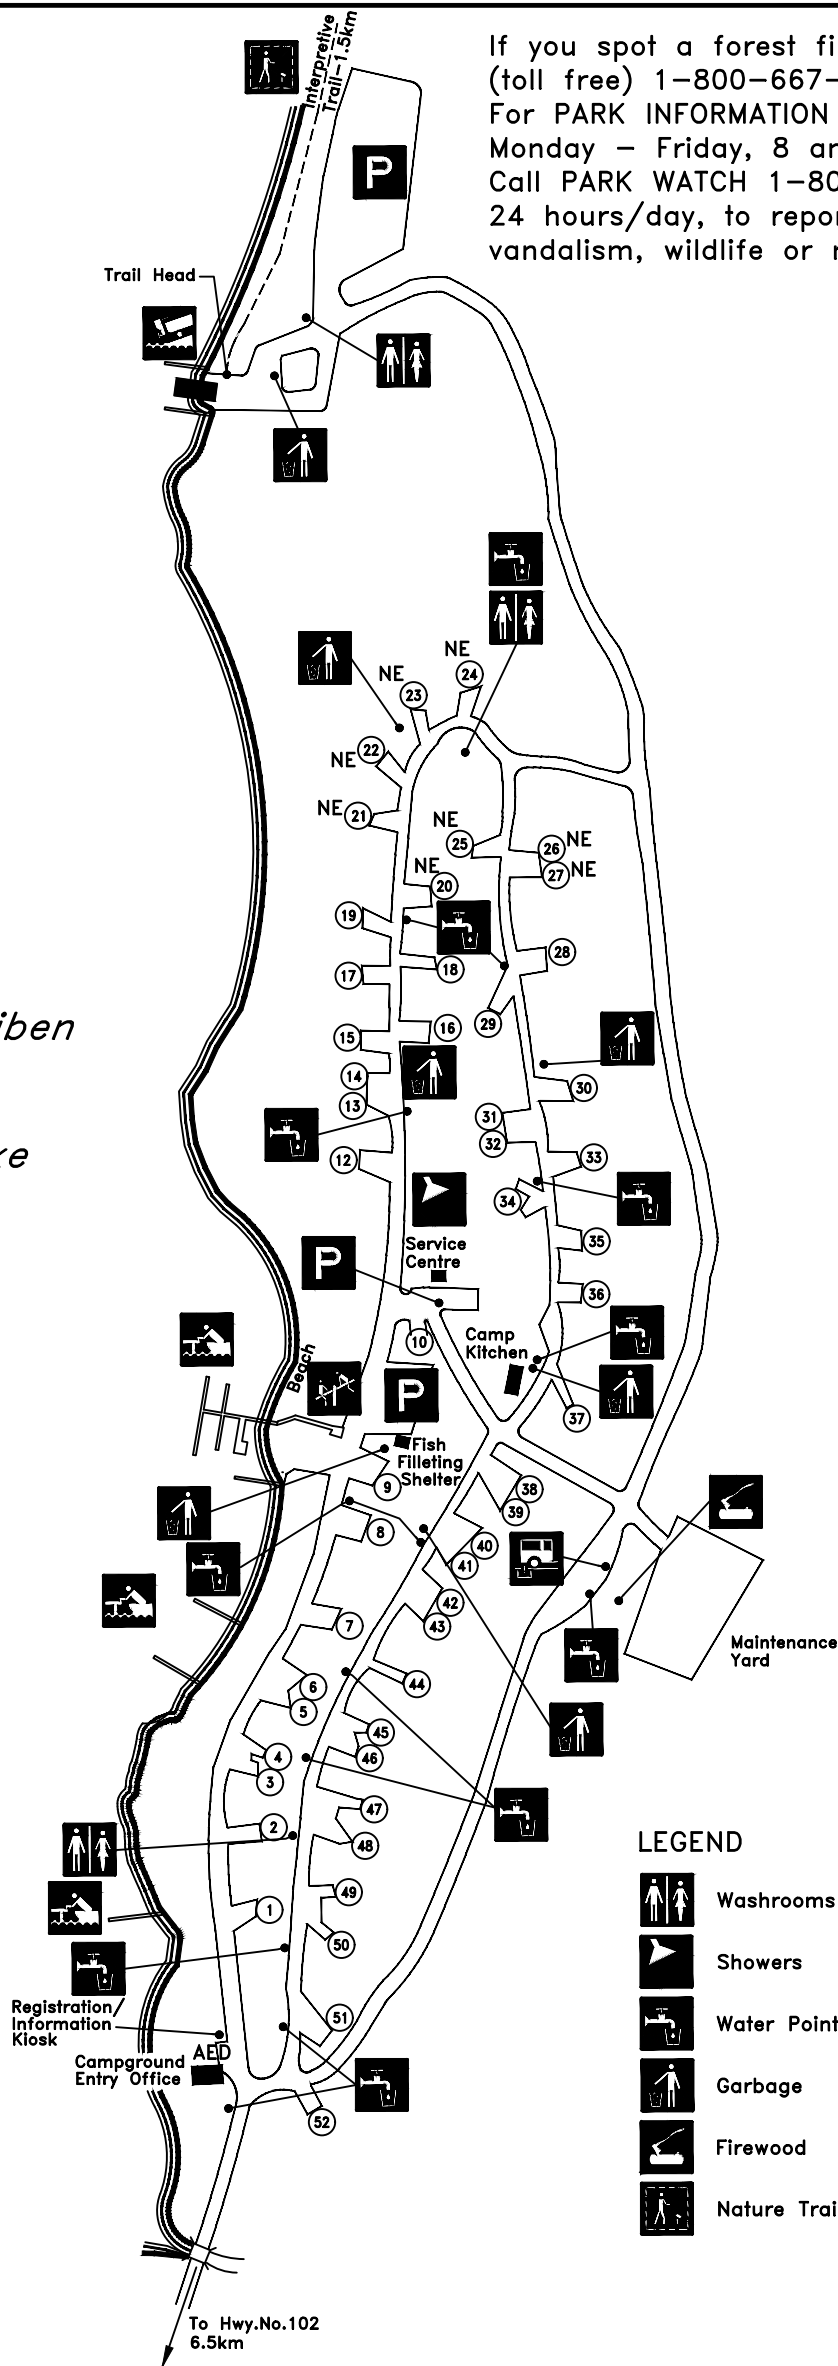 Interpretive
Trail-1.5km
If you spot a forest fi
(toll free) 1-800-667-
For PARK INFORMATION
Monday - Friday, 8 a
Call PARK WATCH 1-80
24 hours/day, to repo
vandalism, wildlife or
P
Trail Head
NE
24
NE
23
NE
22
NE
21
NE
25
26 NE
27 NE
NE
20
19
18
28
17
29
16
15
14
13
12
30
31
32
33
34
35
36
iben
ke
Service
Centre
P
10
Camp
Kitchen
Beach
P
37
Fish
Filleting
Shelter
9
8
38
39
40
41
42
43
7
44
6
5
45
46
4
3
47
48
2
49
1
50
51
52
Maintenance
Yard
Registration/
Information
Kiosk
AED
Campground
Entry Office
LEGEND
Washrooms
Showers
Water Point
Garbage
Firewood
Nature Trai
To Hwy.No.102
6.5km